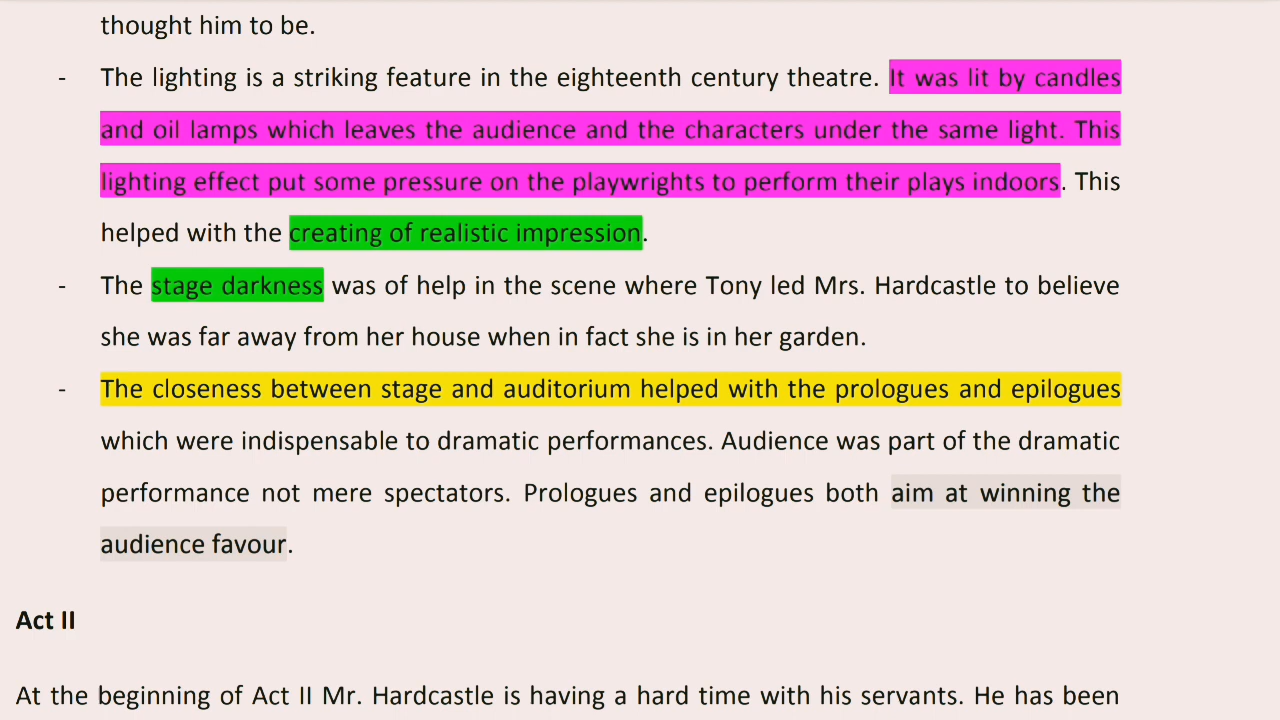 thought him to be.
- The lighting is a striking feature in the eighteenth century theatre. It was lit by candles
and oil lamps which leaves the audience and the characters under the same light. This
lighting effect put some pressure on the playwrights to perform their plays indoors. This
helped with the creating of realistic impression.
- The stage darkness was of help in the scene where Tony led Mrs. Hardcastle to believe
she was far away from her house when in fact she is in her garden.
- The closeness between stage and auditorium helped with the prologues and epilogues
which were indispensable to dramatic performances. Audience was part of the dramatic
performance not mere spectators. Prologues and epilogues both aim at winning the
audience favour.
Act II
At the beginning of Act II Mr. Hardcastle is having a hard time with his servants. He has been